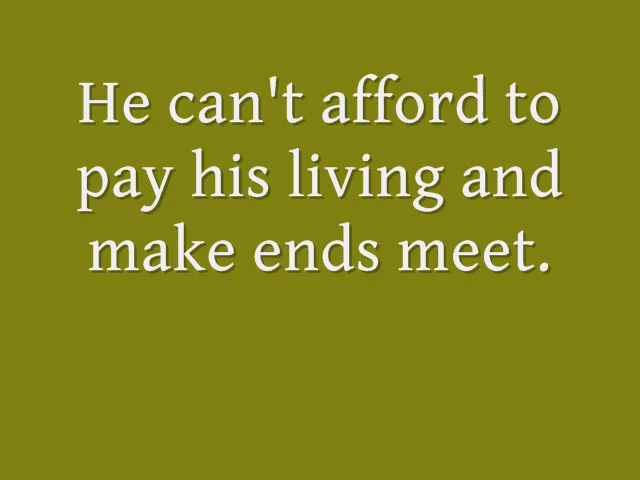 He can't afford to
pay his living and
make ends meet.